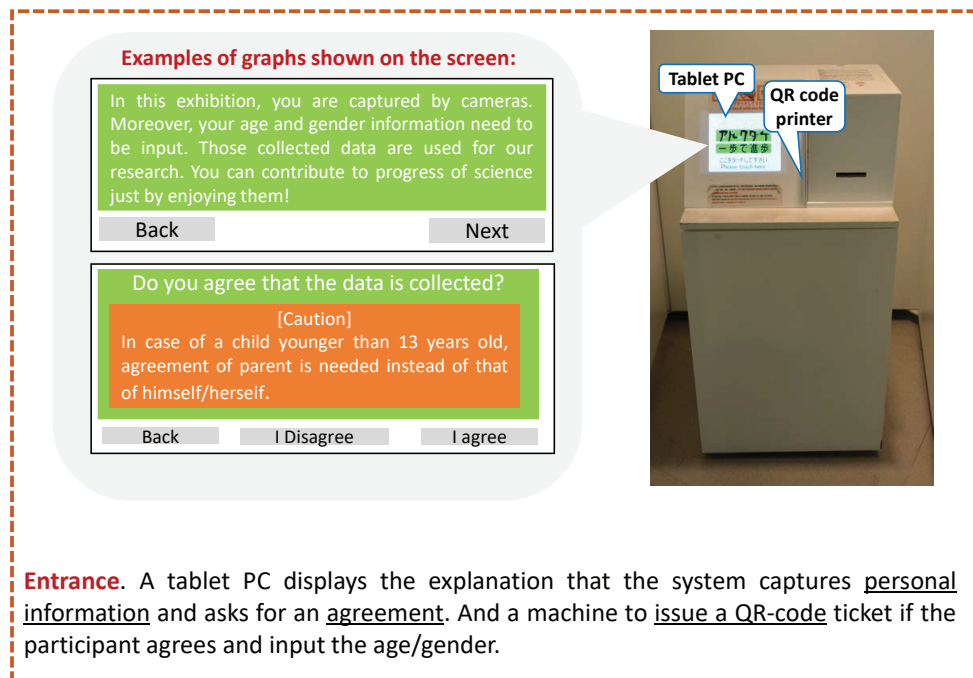 Examples of graphs shown on the screen:
In this exhibition, you are captured by cameras.
Moreover, your age and gender information need to
be input. Those collected data are used for our
research. You can contribute to progress of science
just by enjoying them!
Back
Next
Do you agree that the data is collected?
[Caution]
In case of a child younger than 13 years old,
agreement of parent is needed instead of that
of himself/herself.
Back
I Disagree
I agree
Tablet PC
QR code
printer
アルクダケ
一歩で進歩
Please touch here
Entrance. A tablet PC displays the explanation that the system captures personal
information and asks for an agreement. And a machine to issue a QR-code ticket if the
participant agrees and input the age/gender.